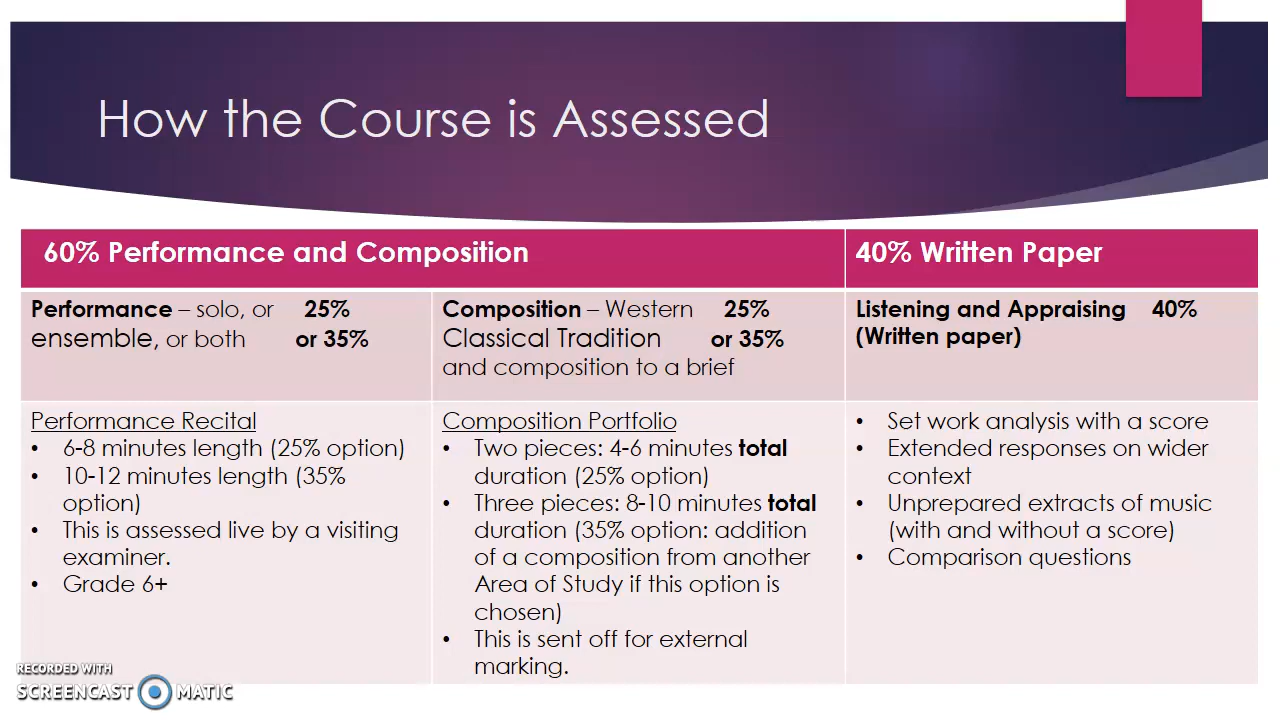 How the Course is Assessed
60% Performance and Composition
40% Written Paper
Performance – solo, or 25%
ensemble, or both or 35%
Composition – Western 25%
Classical Tradition or 35%
and composition to a brief
Listening and Appraising 40%
(Written paper)
Performance Recital
• 6-8 minutes length (25% option)
• 10-12 minutes length (35%
option)
• This is assessed live by a visiting
examiner.
• Grade 6+
Composition Portfolio
• Two pieces: 4-6 minutes total
duration (25% option)
• Three pieces: 8-10 minutes total
duration (35% option: addition
of a composition from another
Area of Study if this option is
chosen)
• This is sent off for external
marking.
• Set work analysis with a score
• Extended responses on wider
context
• Unprepared extracts of music
(with and without a score)
• Comparison questions
RECORDED WITH
SCREENCAST MATIC